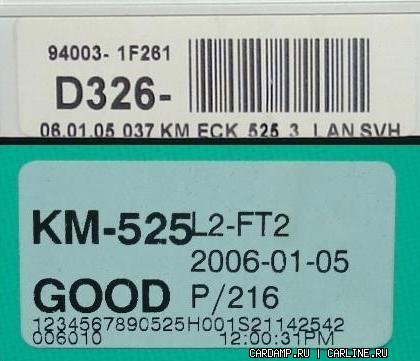 94003- 1F261
D326-
06.01.05 037 KM ECK 525 3 LAN SVH
KM-525 L2-FT2
2006-01-05
GOOD P/216
1234567890525H001S21142542
006010 12:00:31PM
CARDAMP.RU | CARLINE.RU